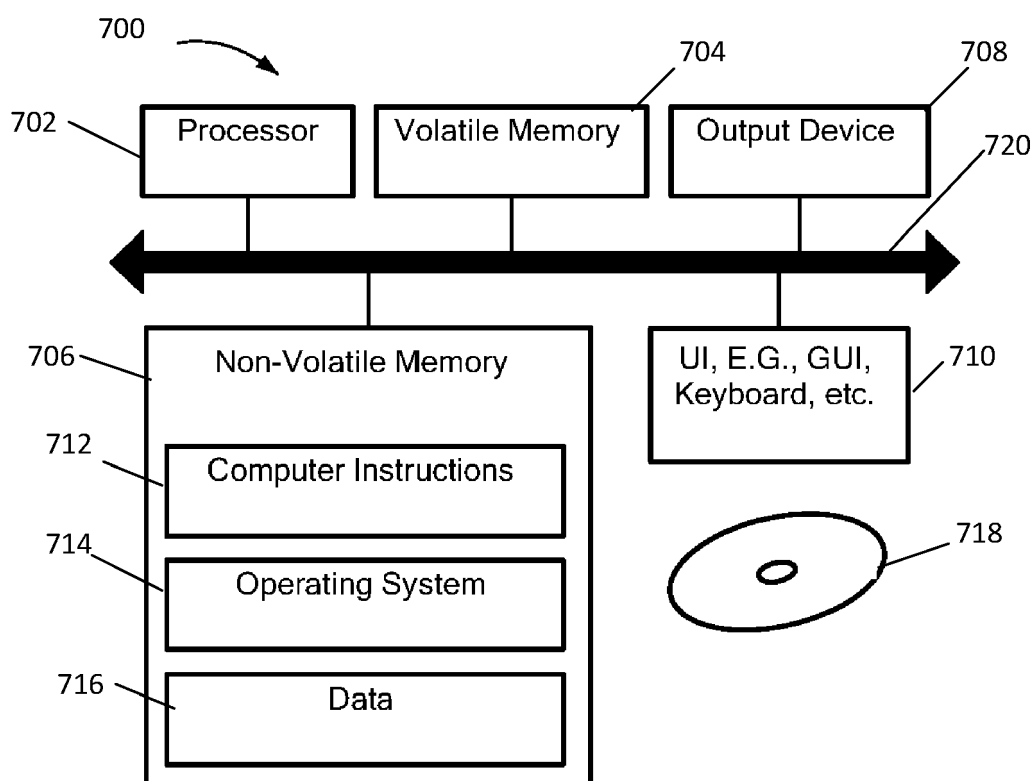 700
704
708
702
Processor
Volatile Memory
Output Device
720
706
Non-Volatile Memory
UI, E.G., GUI,
Keyboard, etc.
710
712
Computer Instructions
714
Operating System
718
716
Data